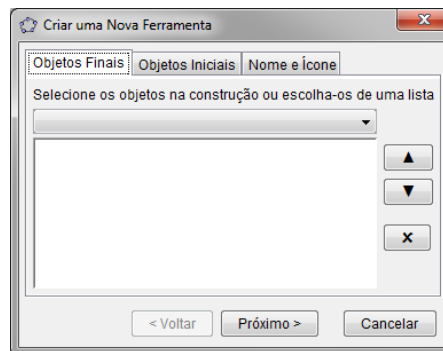 Criar uma Nova Ferramenta
Objetos Finais Objetos Iniciais Nome e Ícone
Selecione os objetos na construção ou escolha-os de uma lista
< Voltar Próximo > Cancelar